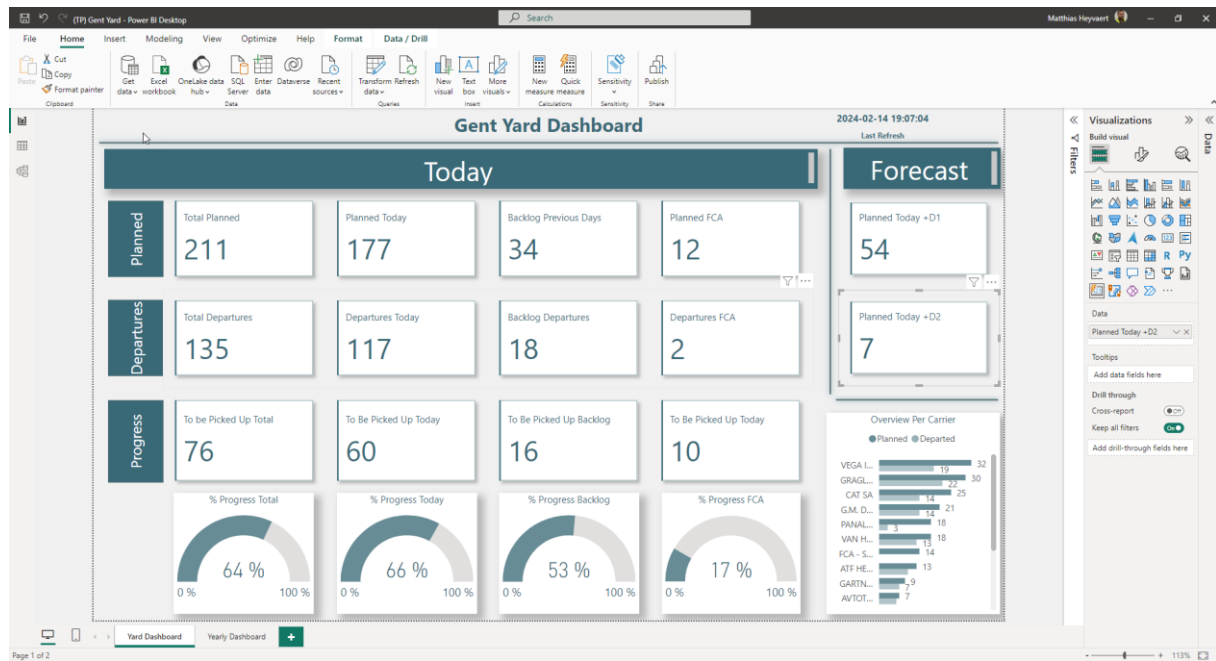 (TP) Gent Yard - Power BI Desktop
Search
Matthias Heyvaert
File Home Insert Modeling View Optimize Help Format Data / Drill
Paste
Cut
Copy
Format painter
Clipboard
Get data
Excel workbook
OneLake data hub
SQL Server
Enter data
Dataverse
Recent sources
Data
Transform data
Refresh
Queries
New visual
Text box
More visuals
Insert
New measure
Quick measure
Calculations
Sensitivity
Sensitivity
Publish
Share
Gent Yard Dashboard
2024-02-14 19:07:04
Last Refresh
Today
Forecast
Planned
Total Planned
211
Planned Today
177
Backlog Previous Days
34
Planned FCA
12
Planned Today +D1
54
Departures
Total Departures
135
Departures Today
117
Backlog Departures
18
Departures FCA
2
Planned Today +D2
7
Progress
To be Picked Up Total
76
To Be Picked Up Today
60
To Be Picked Up Backlog
16
To Be Picked Up Today
10
% Progress Total
64 %
0 % 100 %
% Progress Today
66 %
0 % 100 %
% Progress Backlog
53 %
0 % 100 %
% Progress FCA
17 %
0 % 100 %
Overview Per Carrier
Planned Departed
VEGA I... 32 19
GRAGL... 30 22
CAT SA 25 14
G.M. D... 21 14
PANAL... 18 3
VAN H... 18 13
FCA - S... 14
ATF HE... 13
GARTN... 9 7
AVTOT... 7
Filters
Visualizations
Build visual
123
R Py
Data
Planned Today +D2
Tooltips
Add data fields here
Drill through
Cross-report
Off
Keep all filters
On
Add drill-through fields here
Data
Yard Dashboard
Yearly Dashboard
Page 1 of 2
113%